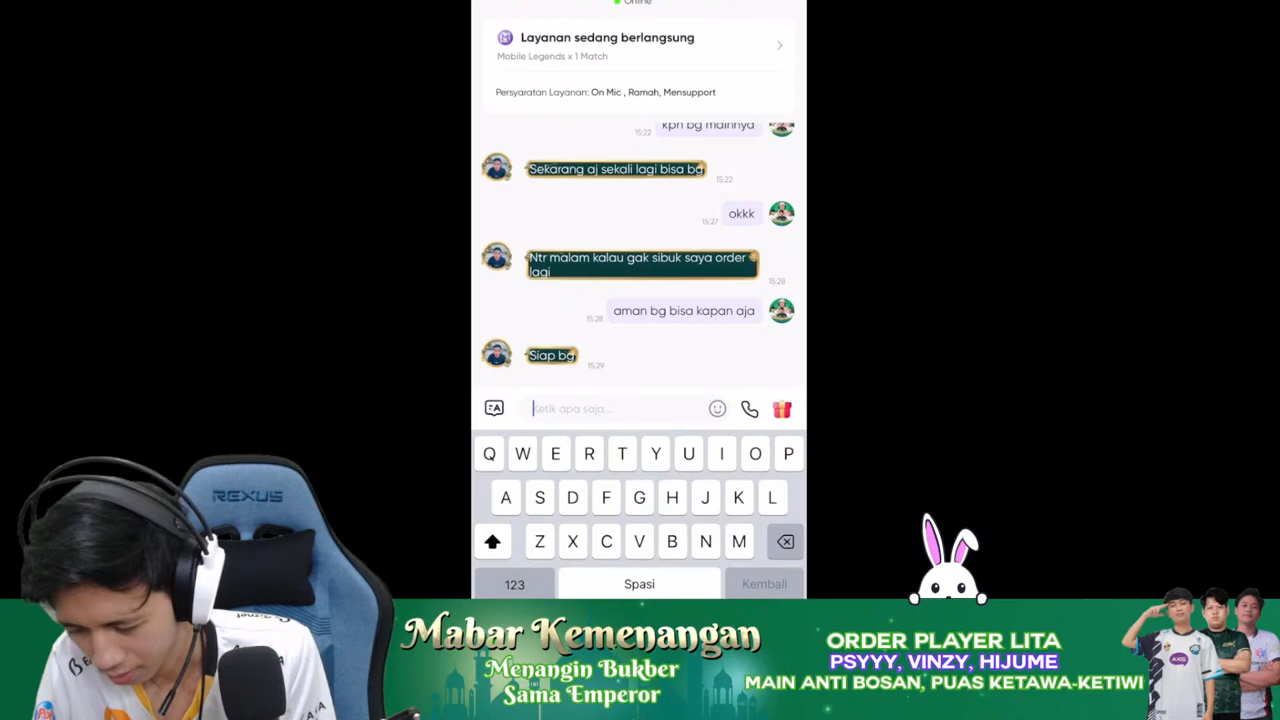 Online
Layanan sedang berlangsung
Mobile Legends x 1 Match
Persyaratan Layanan: On Mic , Ramah, Mensupport
kpn bg mainnya
15:22
Sekarang aj sekali lagi bisa bg
15:22
okkk
15:27
Ntr malam kalau gak sibuk saya order
lagi
15:28
aman bg bisa kapan aja
15:28
Siap bg
15:29
Ketik apa saja...
Q W E R T Y U I O P
A S D F G H J K L
Z X C V B N M
123 Spasi Kembali
REXUS
Mabar Kemenangan
Menangin Bukber
Sama Emperor
ORDER PLAYER LITA
PSYYY, VINZY, HIJUME
MAIN ANTI BOSAN, PUAS KETAWA-KETIWI
AXIS